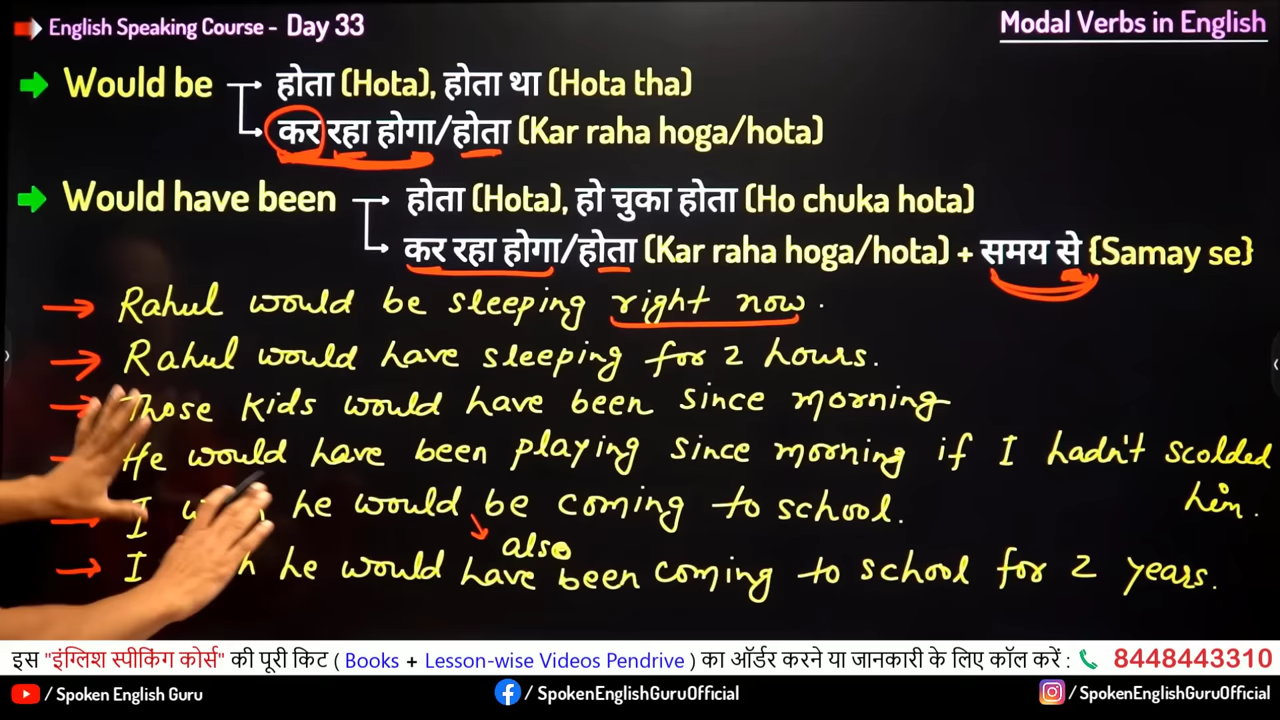 English Speaking Course - Day 33
Modal Verbs in English
Would be
होता (Hota), होता था (Hota tha)
कर रहा होगा/होता (Kar raha hoga/hota)
Would have been
होता (Hota), हो चुका होता (Ho chuka hota)
कर रहा होगा/होता (Kar raha hoga/hota) + समय से {Samay se}
Rahul would be sleeping right now.
Rahul would have sleeping for 2 hours.
Those kids would have been since morning
He would have been playing since morning if I hadn't scolded
him.
I he would be coming to school.
also
I he would have been coming to school for 2 years.
इस "इंग्लिश स्पीकिंग कोर्स" की पूरी किट ( Books + Lesson-wise Videos Pendrive ) का ऑर्डर करने या जानकारी के लिए कॉल करें : 8448443310
/ Spoken English Guru
/ SpokenEnglishGuruOfficial
/ SpokenEnglishGuruOfficial